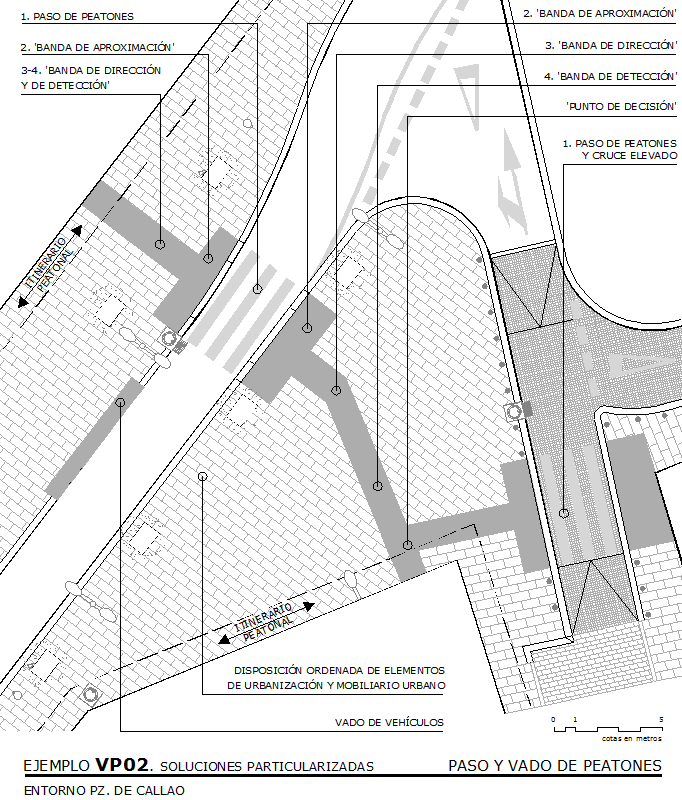 1. PASO DE PEATONES
2. 'BANDA DE APROXIMACIÓN'
3-4. 'BANDA DE DIRECCIÓN
Y DE DETECCIÓN'
2. 'BANDA DE APROXIMACIÓN'
3. 'BANDA DE DIRECCIÓN'
4. 'BANDA DE DETECCIÓN'
'PUNTO DE DECISIÓN'
1. PASO DE PEATONES
Y CRUCE ELEVADO
ITINERARIO
PEATONAL
ITINERARIO
PEATONAL
DISPOSICIÓN ORDENADA DE ELEMENTOS
DE URBANIZACIÓN Y MOBILIARIO URBANO
VADO DE VEHÍCULOS
0 1 5
cotas en metros
EJEMPLO VP02. SOLUCIONES PARTICULARIZADAS PASO Y VADO DE PEATONES
ENTORNO PZ. DE CALLAO